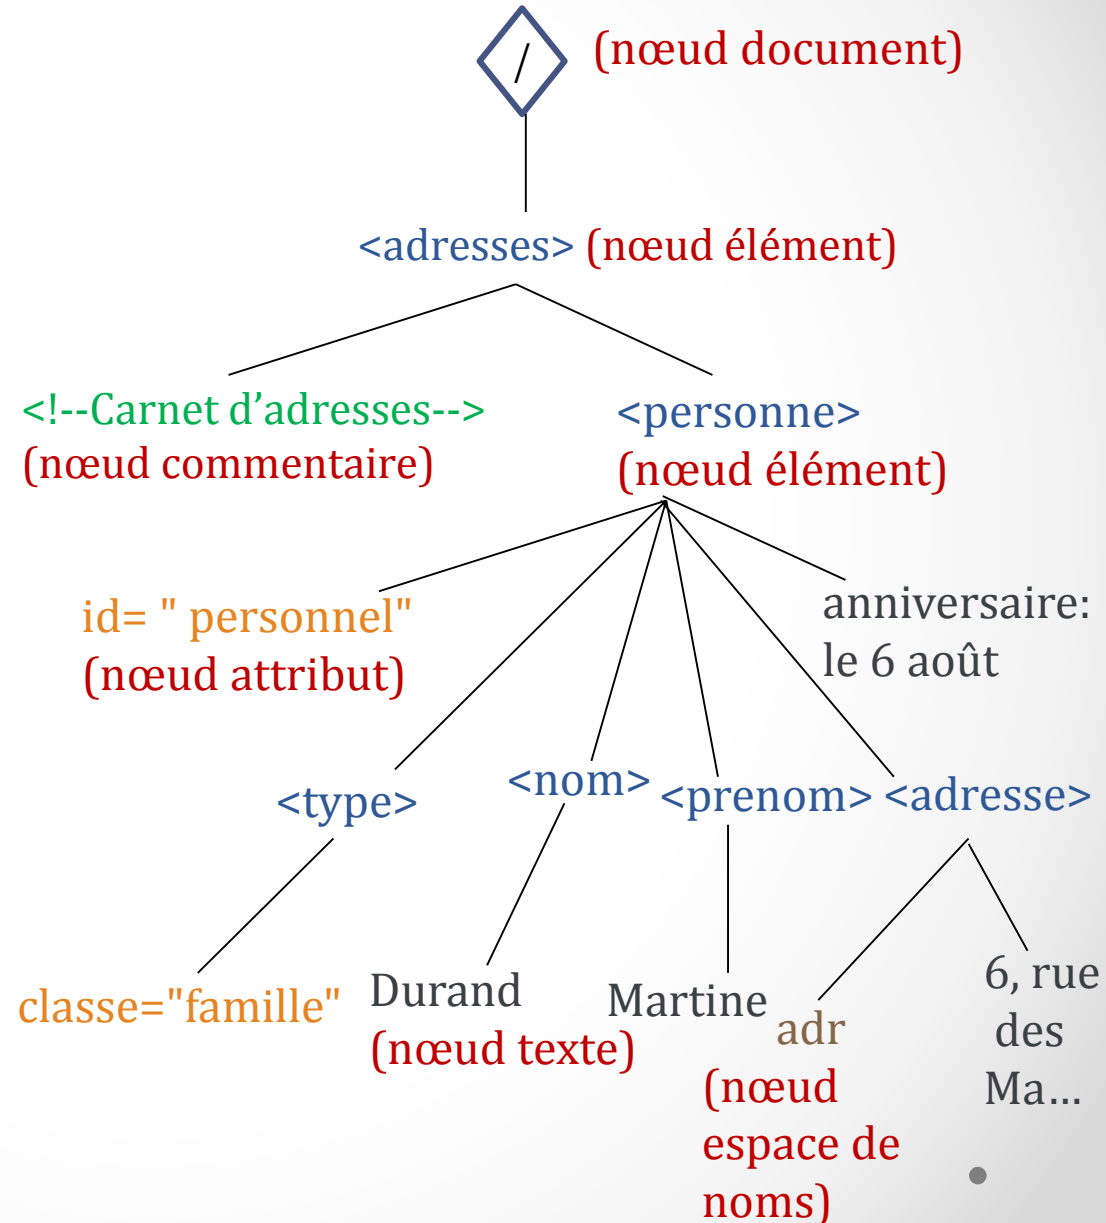 /
(nœud document)
<adresses> (nœud élément)
<!--Carnet d’adresses-->
(nœud commentaire)
<personne>
(nœud élément)
id= " personnel"
(nœud attribut)
anniversaire:
le 6 août
<type>
<nom>
<prenom>
<adresse>
classe="famille"
Durand
(nœud texte)
Martine
adr
(nœud
espace de
noms)
6, rue
des
Ma…